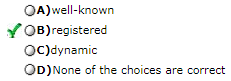 A)well-known
B)registered
C)dynamic
D)None of the choices are correct